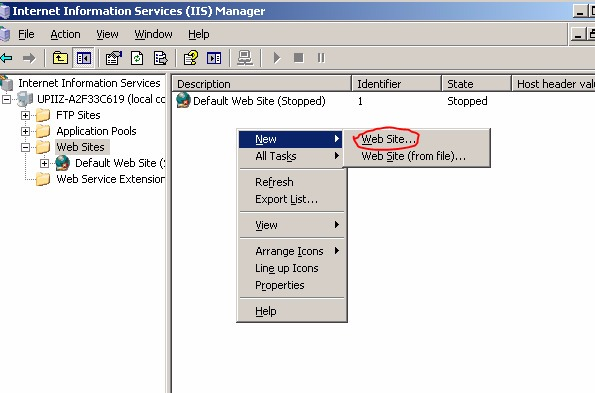 Internet Information Services (IIS) Manager
File Action View Window Help
Internet Information Services
UPIIZ-A2F33C619 (local cc
FTP Sites
Application Pools
Web Sites
Default Web Site (
Web Service Extension
Description Identifier State Host header valu
Default Web Site (Stopped) 1 Stopped
New
All Tasks
Refresh
Export List...
View
Arrange Icons
Line up Icons
Properties
Help
Web Site...
Web Site (from file)...